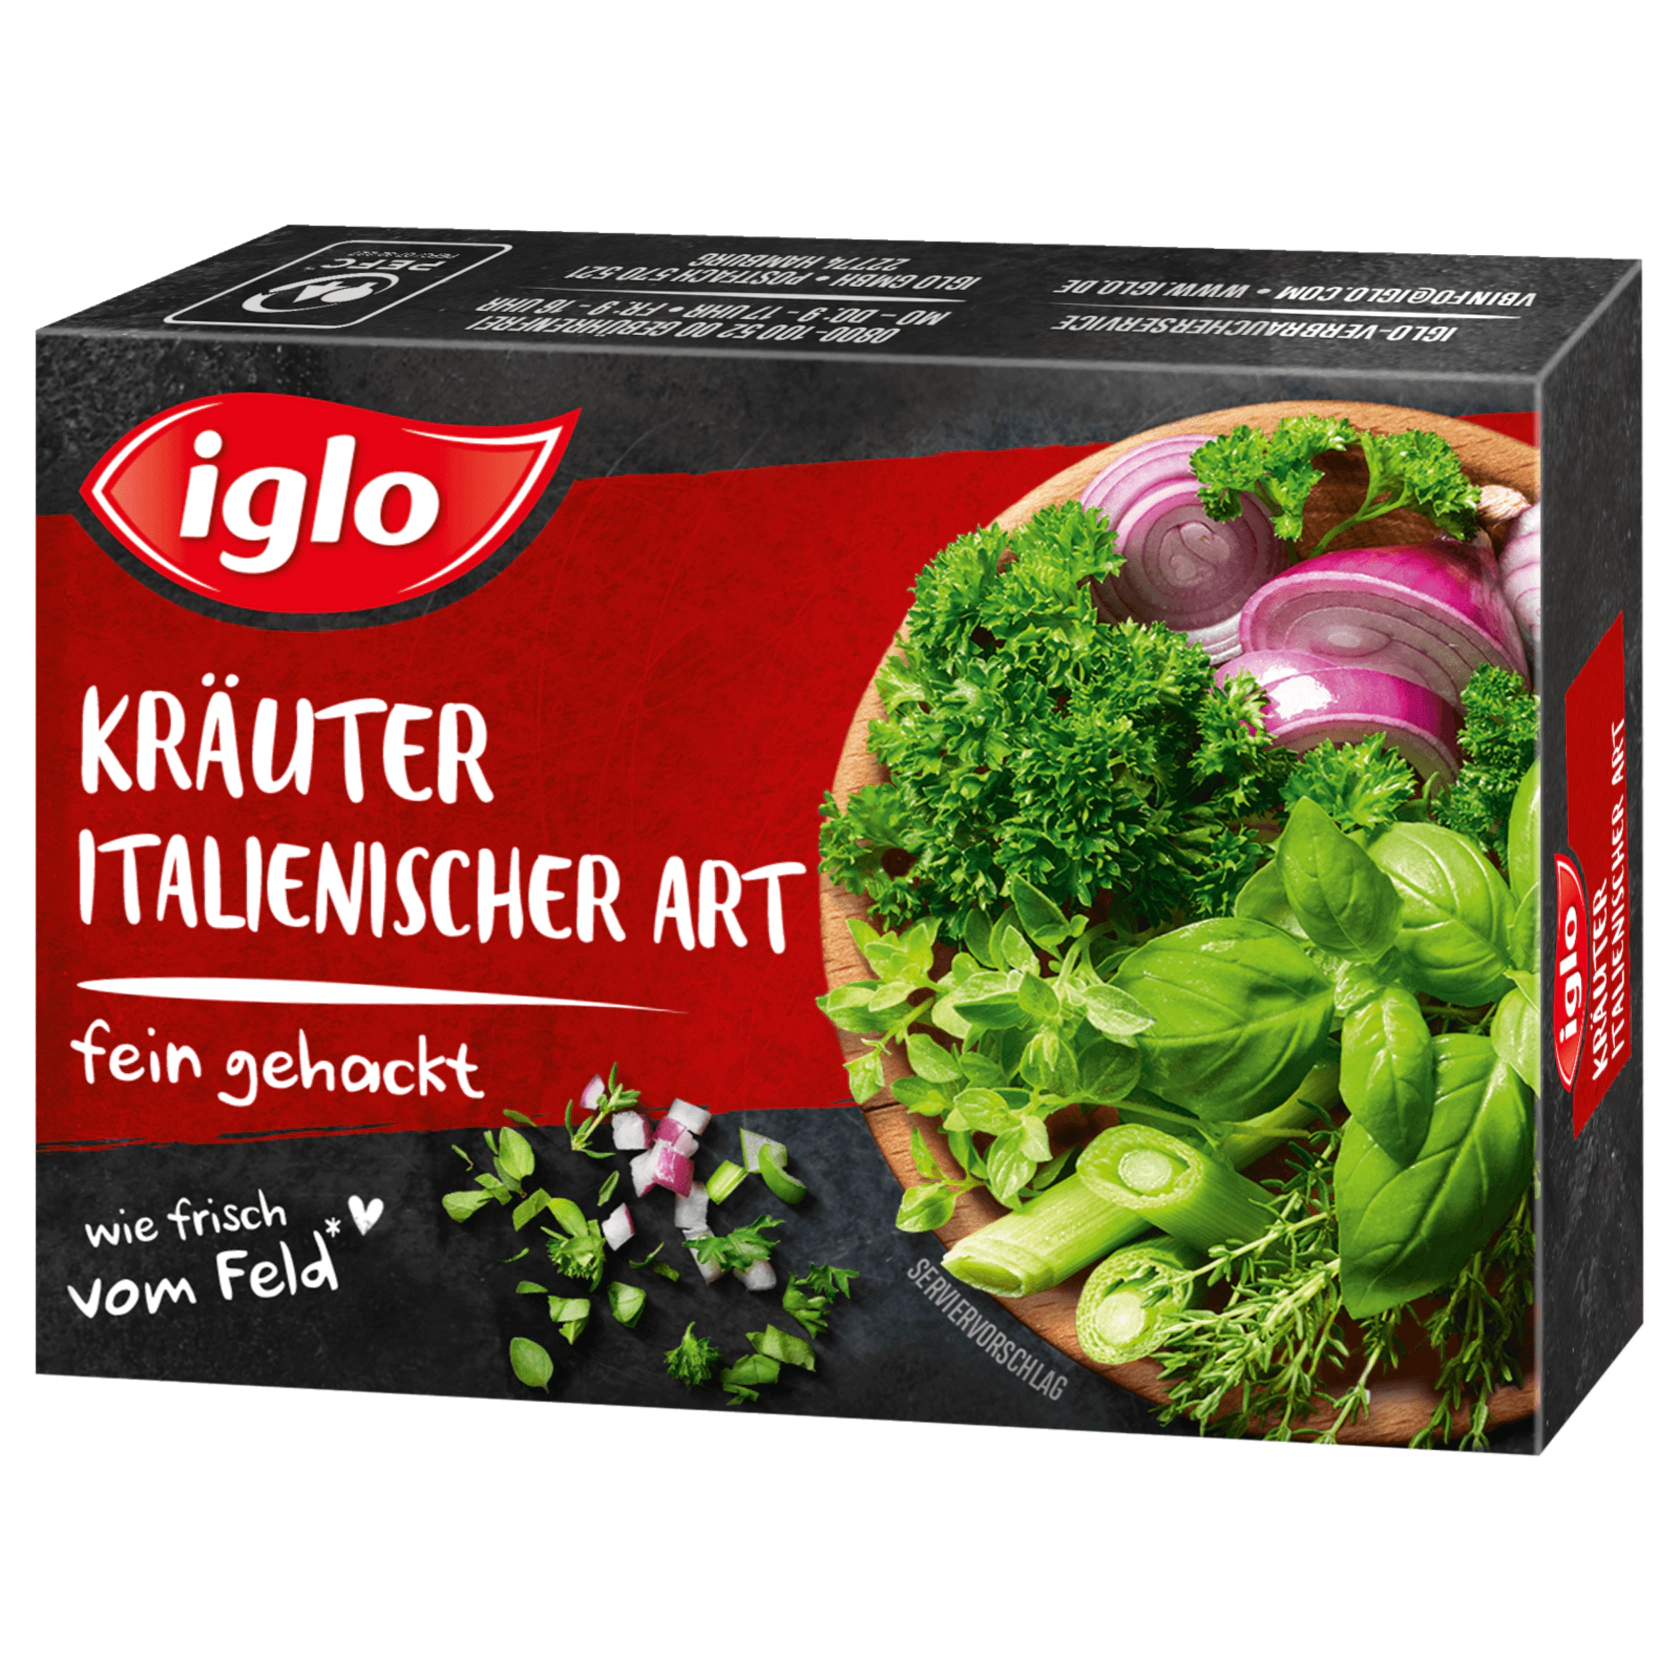 PEFC
IGLO GMBH • POSTFACH 570 521
22774 HAMBURG
VBINFO@IGLO.COM • WWW.IGLO.DE
0800-100 52 00 GEBÜHRENFREI
MO - DO: 9 - 17 UHR • FR: 9 - 16 UHR
IGLO-VERBRAUCHERSERVICE
iglo
KRÄUTER
ITALIENISCHER ART
fein gehackt
wie frisch
vom Feld*
SERVIERVORSCHLAG
iglo
KRÄUTER
ITALIENISCHER ART